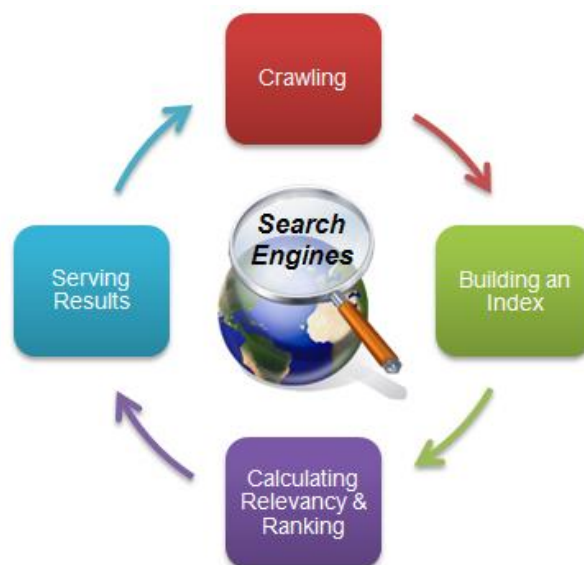 Crawling
Search
Engines
Serving
Results
Building an
Index
Calculating
Relevancy &
Ranking